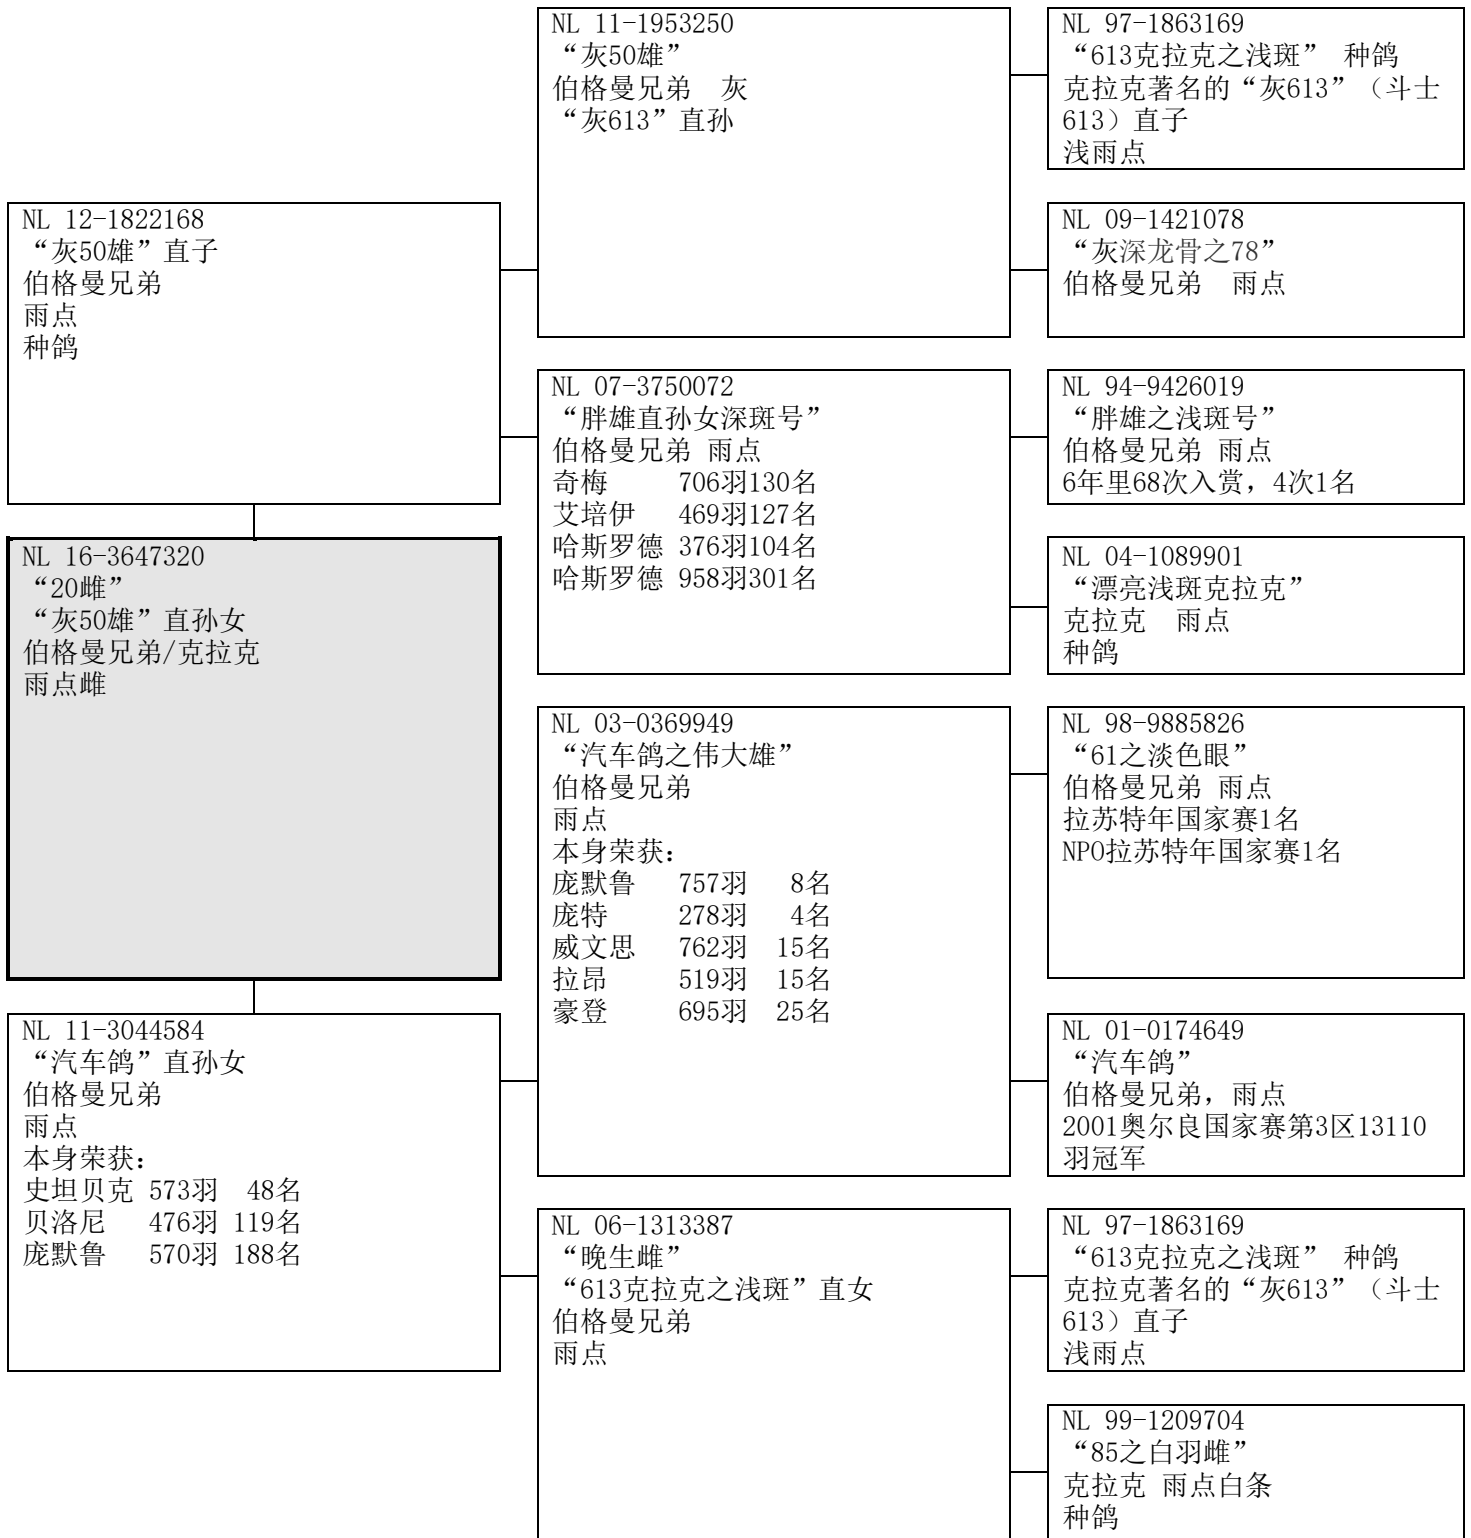 NL 12-1822168
“灰50雄”直子
伯格曼兄弟
雨点
种鸽
NL 16-3647320
“20雌”
“灰50雄”直孙女
伯格曼兄弟/克拉克
雨点雌
NL 11-3044584
“汽车鸽”直孙女
伯格曼兄弟
雨点
本身荣获：
史坦贝克 573羽 48名
贝洛尼 476羽 119名
庞默鲁 570羽 188名
NL 11-1953250
“灰50雄”
伯格曼兄弟 灰
“灰613”直孙
NL 07-3750072
“胖雄直孙女深斑号”
伯格曼兄弟 雨点
奇梅 706羽130名
艾培伊 469羽127名
哈斯罗德 376羽104名
哈斯罗德 958羽301名
NL 03-0369949
“汽车鸽之伟大雄”
伯格曼兄弟
雨点
本身荣获：
庞默鲁 757羽 8名
庞特 278羽 4名
威文思 762羽 15名
拉昂 519羽 15名
豪登 695羽 25名
NL 06-1313387
“晚生雌”
“613克拉克之浅斑”直女
伯格曼兄弟
雨点
NL 97-1863169
“613克拉克之浅斑” 种鸽
克拉克著名的“灰613”（斗士
613）直子
浅雨点
NL 09-1421078
“灰深龙骨之78”
伯格曼兄弟 雨点
NL 94-9426019
“胖雄之浅斑号”
伯格曼兄弟 雨点
6年里68次入赏，4次1名
NL 04-1089901
“漂亮浅斑克拉克”
克拉克 雨点
种鸽
NL 98-9885826
“61之淡色眼”
伯格曼兄弟 雨点
拉苏特年国家赛1名
NPO拉苏特年国家赛1名
NL 01-0174649
“汽车鸽”
伯格曼兄弟，雨点
2001奥尔良国家赛第3区13110
羽冠军
NL 97-1863169
“613克拉克之浅斑” 种鸽
克拉克著名的“灰613”（斗士
613）直子
浅雨点
NL 99-1209704
“85之白羽雌”
克拉克 雨点白条
种鸽